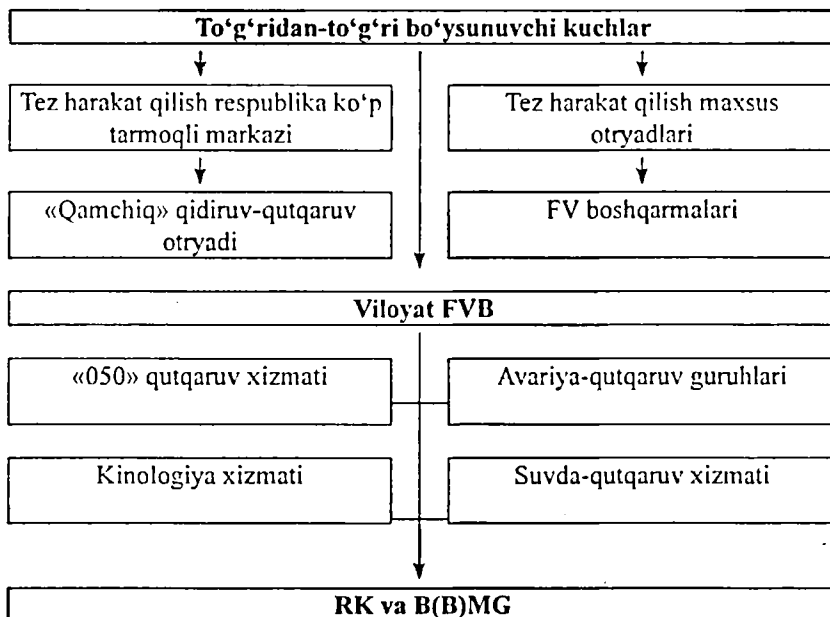 To‘g‘ridan-to‘g‘ri bo‘ysunuvchi kuchlar
Tez harakat qilish respublika ko‘p
tarmoqli markazi
Tez harakat qilish maxsus
otryadlari
«Qamchiq» qidiruv-qutqaruv
otryadi
FV boshqarmalari
Viloyat FVB
«050» qutqaruv xizmati
Avariya-qutqaruv guruhlari
Kinologiya xizmati
Suvda-qutqaruv xizmati
RK va B(B)MG